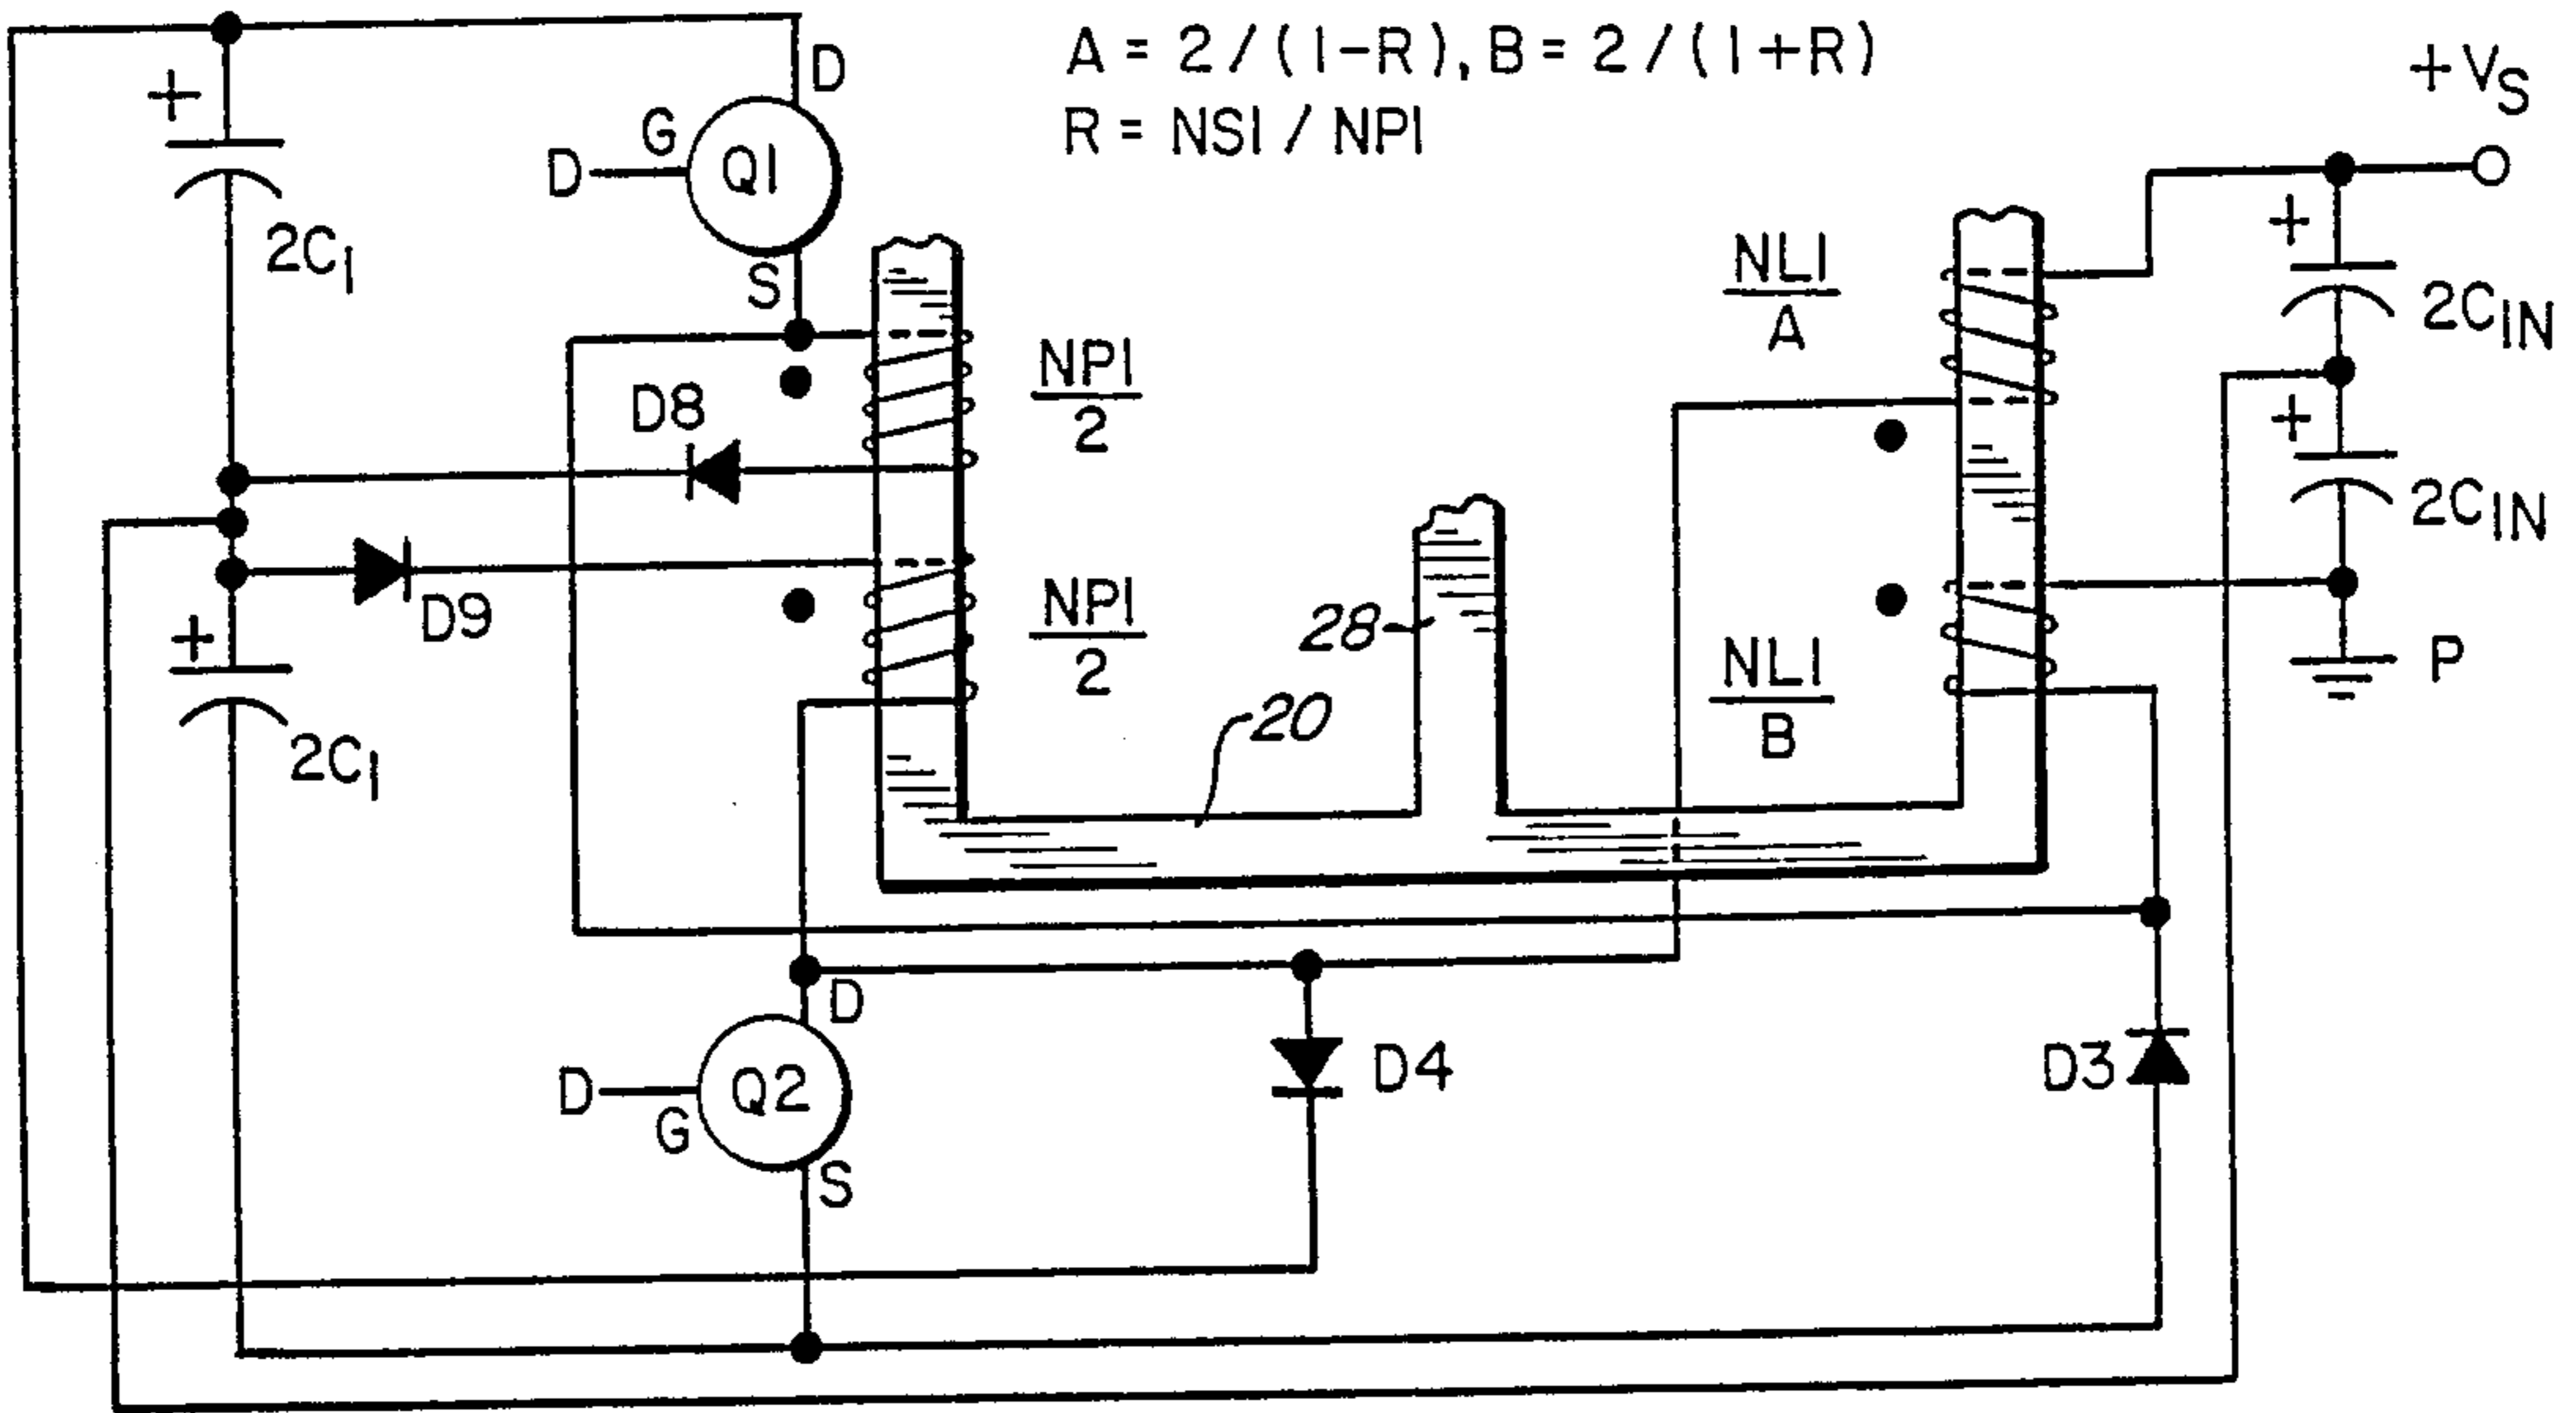 A = 2 / (1-R), B = 2 / (1+R)
R = NS1 / NP1
+VS
D
G
D
Q1
S
+
2C1
NP1
2
D8
D9
NP1
2
+
2C1
NL1
A
NL1
B
28
20
+
2CIN
+
2CIN
P
D
D
Q2
G
S
D4
D3